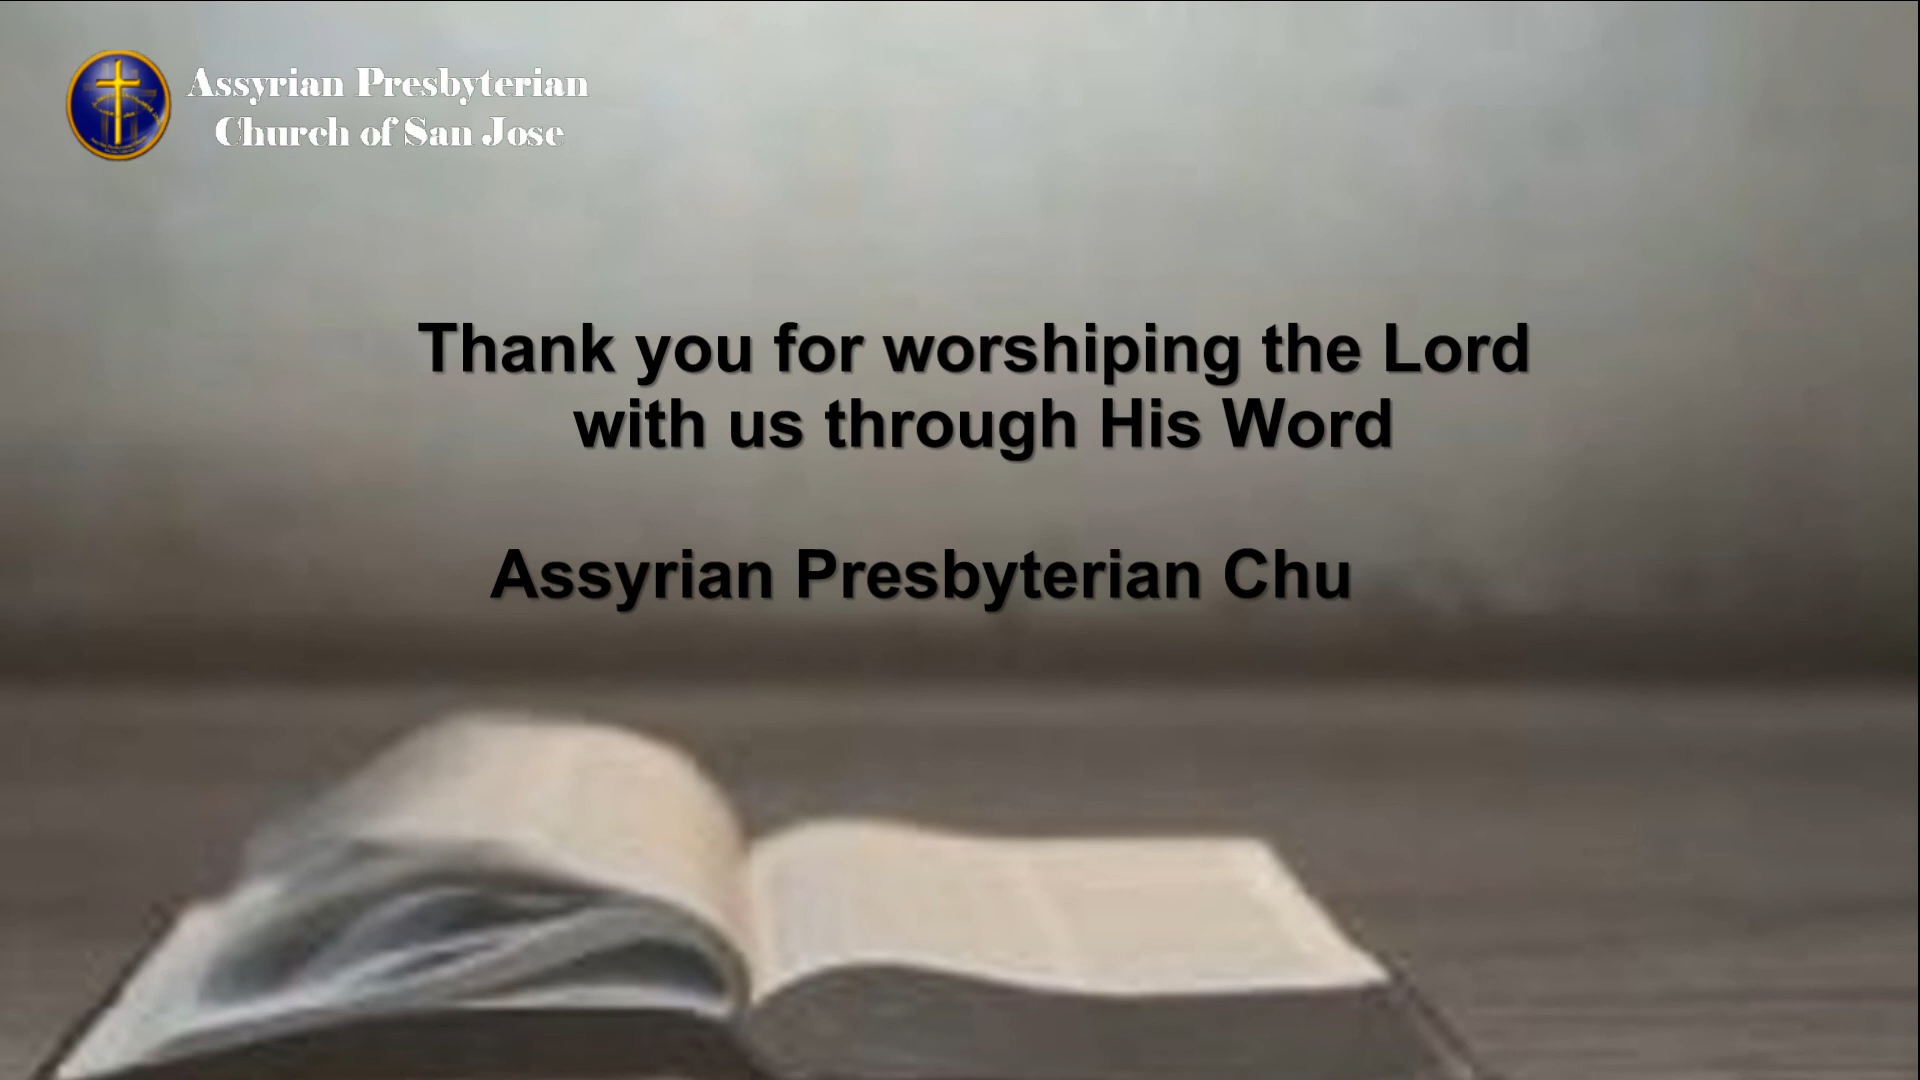 Assyrian Presbyterian
Church of San Jose
Thank you for worshiping the Lord
with us through His Word
Assyrian Presbyterian Chu